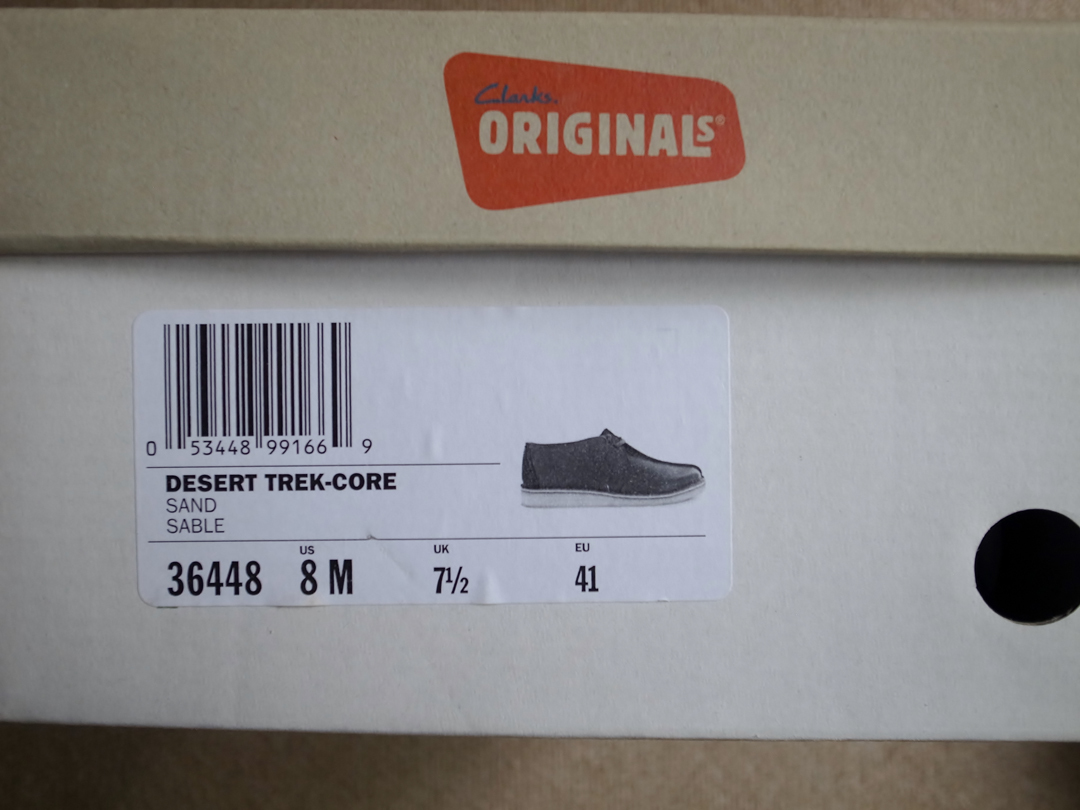 Clarks.
ORIGINALS®
0 53448 99166 9
DESERT TREK-CORE
SAND
SABLE
US UK EU
36448 8 M 7½ 41